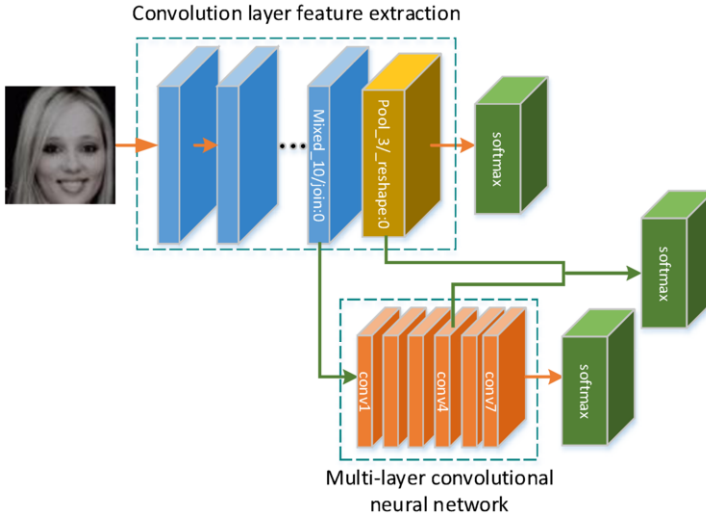 Convolution layer feature extraction
Mixed_10/join:0
Pool_3/_reshape:0
softmax
softmax
conv1
conv4
conv7
softmax
Multi-layer convolutional
neural network